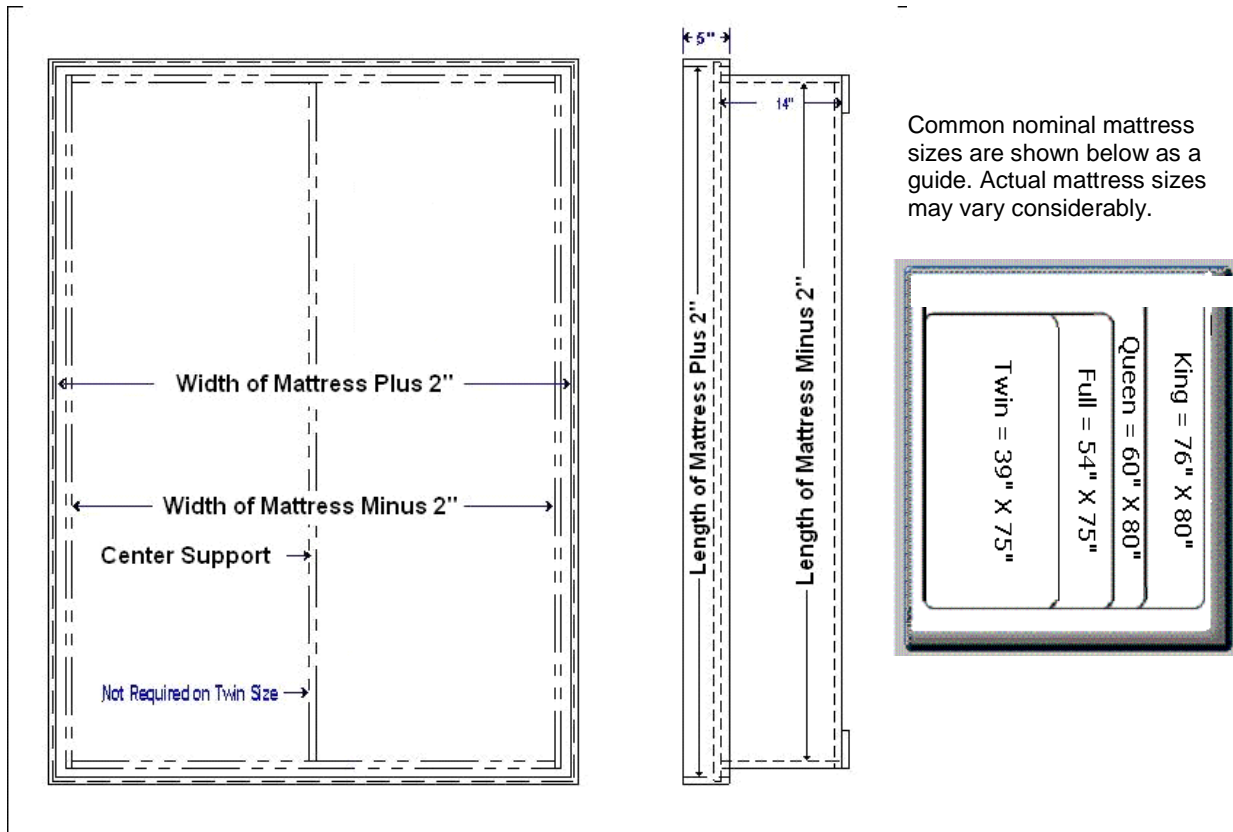 5"
14"
Common nominal mattress
sizes are shown below as a
guide. Actual mattress sizes
may vary considerably.
Width of Mattress Plus 2"
Width of Mattress Minus 2"
Center Support
Not Required on Twin Size
Length of Mattress Plus 2"
Length of Mattress Minus 2"
Twin = 39" X 75"
Full = 54" X 75"
Queen = 60" X 80"
King = 76" X 80"